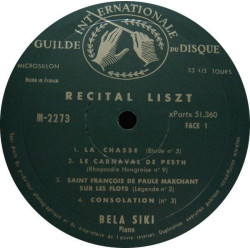 GUILDE INTERNATIONALE DU DISQUE
MICROSILLON
33 1/3 TOURS
Made in France
RECITAL LISZT
M-2273
xParte 51.360
FACE 1
1. LA CHASSE (Etude n° 5)
2. LE CARNAVAL DE PESTH
(Rhapsodie Hongroise n° 9)
3. SAINT FRANÇOIS DE PAULE MARCHANT
SUR LES FLOTS (Légende n° 2)
4. CONSOLATION (n° 3)
BELA SIKI
Piano